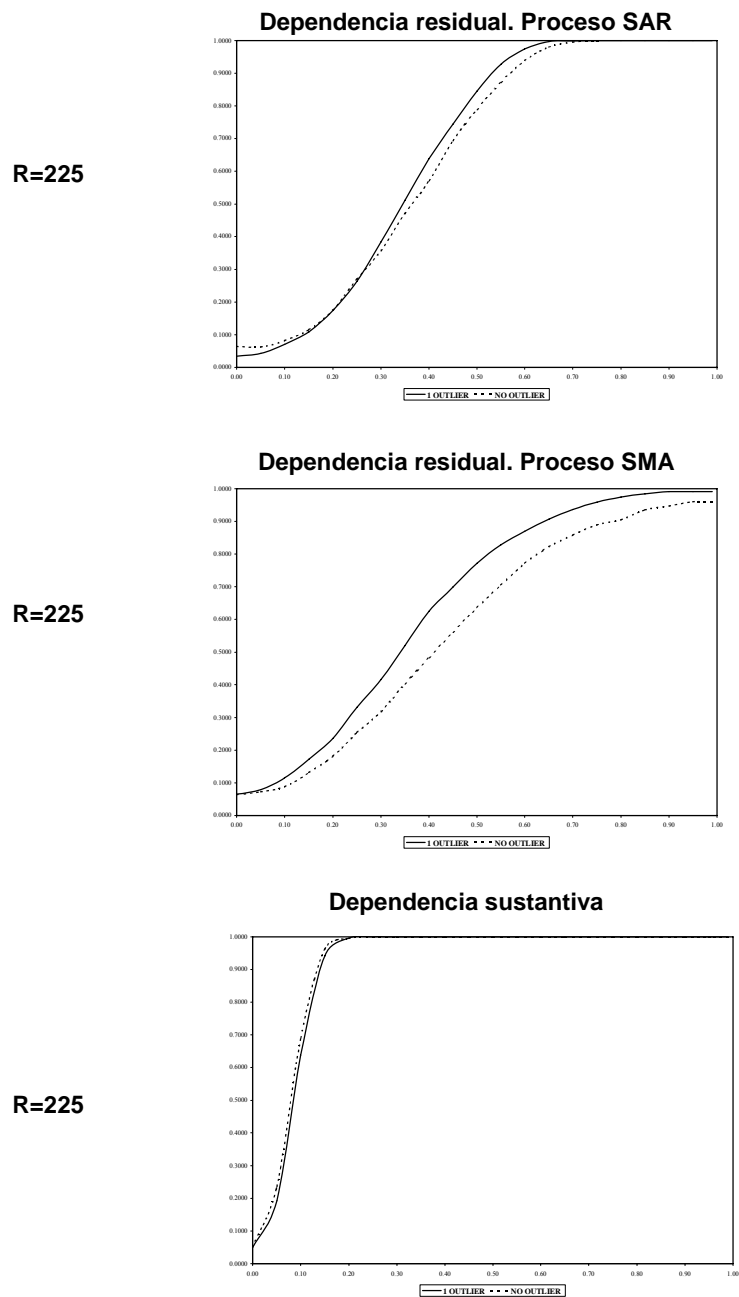 Dependencia residual. Proceso SAR
R=225
1.0000
0.9000
0.8000
0.7000
0.6000
0.5000
0.4000
0.3000
0.2000
0.1000
0.0000
0.00 0.10 0.20 0.30 0.40 0.50 0.60 0.70 0.80 0.90 1.00
1 OUTLIER NO OUTLIER
Dependencia residual. Proceso SMA
R=225
1.0000
0.9000
0.8000
0.7000
0.6000
0.5000
0.4000
0.3000
0.2000
0.1000
0.0000
0.00 0.10 0.20 0.30 0.40 0.50 0.60 0.70 0.80 0.90 1.00
1 OUTLIER NO OUTLIER
Dependencia sustantiva
R=225
1.0000
0.9000
0.8000
0.7000
0.6000
0.5000
0.4000
0.3000
0.2000
0.1000
0.0000
0.00 0.10 0.20 0.30 0.40 0.50 0.60 0.70 0.80 0.90 1.00
1 OUTLIER NO OUTLIER